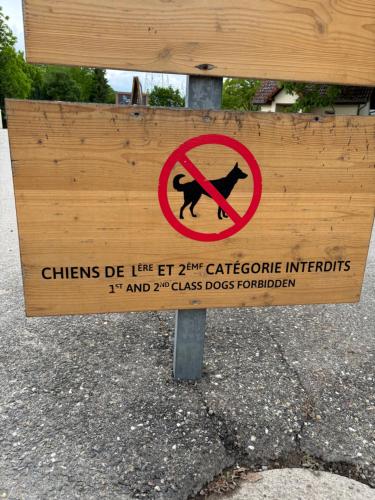 CHIENS DE 1ÈRE ET 2ÈME CATÉGORIE INTERDITS
1ST AND 2ND CLASS DOGS FORBIDDEN